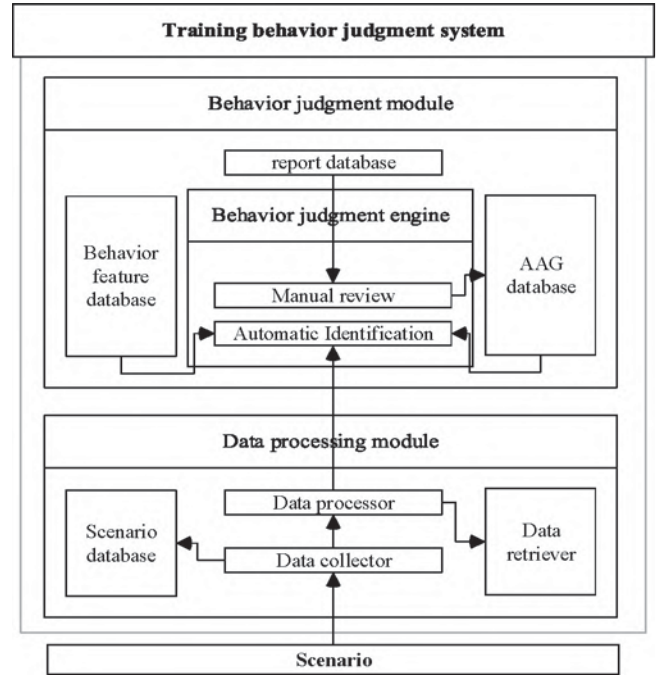 Training behavior judgment system
Behavior judgment module
report database
Behavior judgment engine
Behavior
feature
database
AAG
database
Manual review
Automatic Identification
Data processing module
Scenario
database
Data processor
Data collector
Data
retriever
Scenario